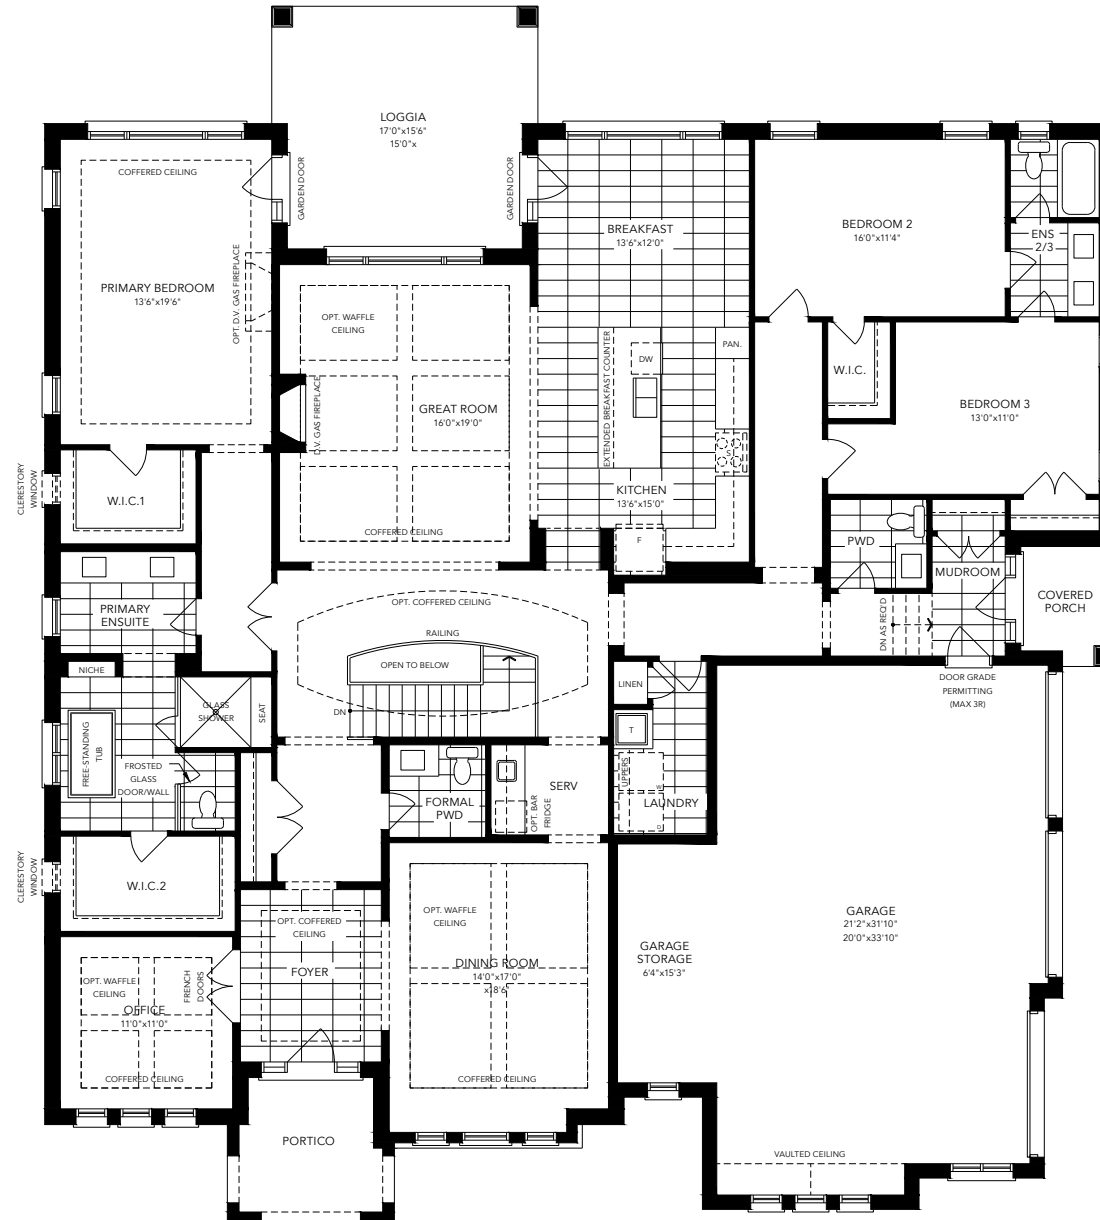 LOGGIA
17'0"x15'6"
15'0"x
GARDEN DOOR
GARDEN DOOR
COFFERED CEILING
PRIMARY BEDROOM
13'6"x19'6"
OPT. D.V. GAS FIREPLACE
OPT. WAFFLE
CEILING
GREAT ROOM
16'0"x19'0"
D.V. GAS FIREPLACE
COFFERED CEILING
BREAKFAST
13'6"x12'0"
EXTENDED BREAKFAST COUNTER
DW
PAN.
S
KITCHEN
13'6"x15'0"
F
BEDROOM 2
16'0"x11'4"
ENS
2/3
W.I.C.
BEDROOM 3
13'0"x11'0"
CLERESTORY
WINDOW
W.I.C.1
PRIMARY
ENSUITE
NICHE
FREE-STANDING
TUB
GLASS
SHOWER
SEAT
FROSTED
GLASS
DOOR/WALL
OPT. COFFERED CEILING
RAILING
OPEN TO BELOW
DN
PWD
MUDROOM
DN AS REQ'D
COVERED
PORCH
DOOR GRADE
PERMITTING
(MAX 3R)
LINEN
T
UPPERS
W
D
LAUNDRY
FORMAL
PWD
SERV
OPT. BAR
FRIDGE
CLERESTORY
WINDOW
W.I.C.2
OPT. WAFFLE
CEILING
OFFICE
11'0"x11'0"
COFFERED CEILING
FRENCH
DOORS
OPT. COFFERED
CEILING
FOYER
OPT. WAFFLE
CEILING
DINING ROOM
14'0"x17'0"
x18'6"
COFFERED CEILING
GARAGE
STORAGE
6'4"x15'3"
GARAGE
21'2"x31'10"
20'0"x33'10"
PORTICO
VAULTED CEILING